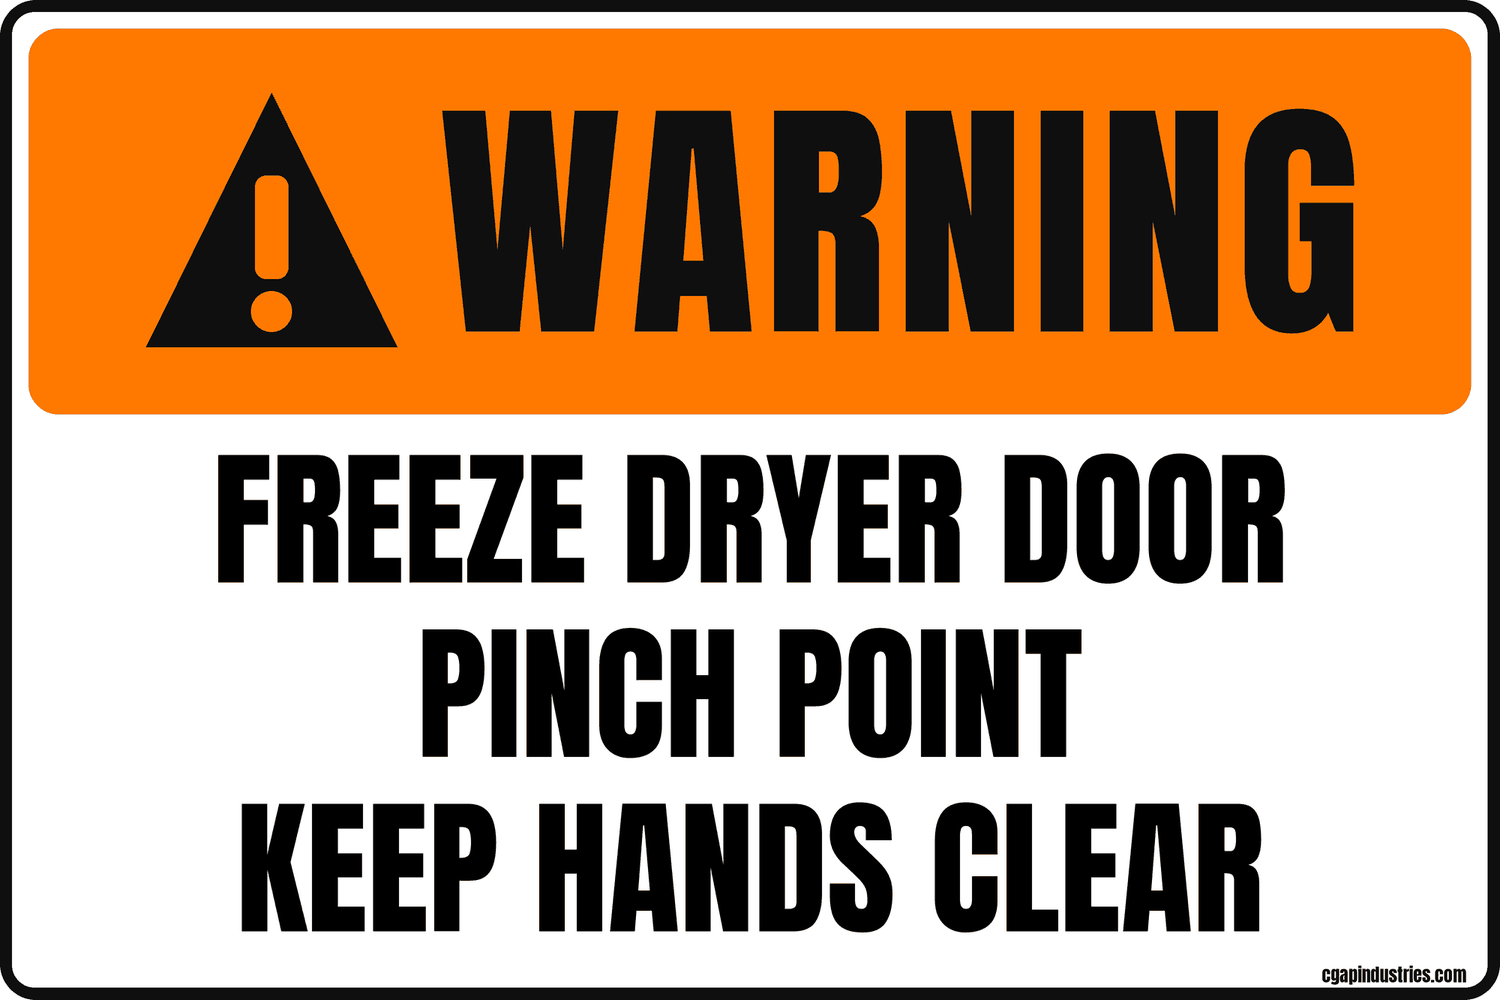 WARNING
FREEZE DRYER DOOR
PINCH POINT
KEEP HANDS CLEAR
cgapindustries.com